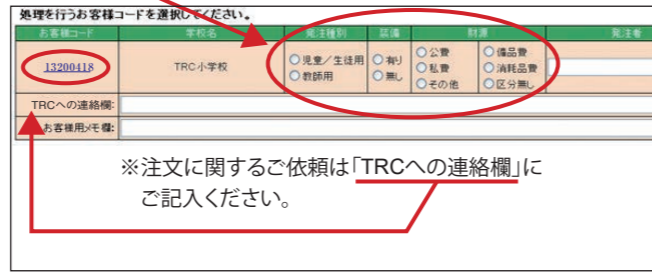 処理を行うお客様コードを選択してください。
お客様コード 学校名 発注種別 装備 財源 発注者
13200418 TRC小学校 ○児童/生徒用 ○有り ○公費 ○備品費
○教師用 ○無し ○私費 ○消耗品費
○その他 ○区分無し
TRCへの連絡欄:
お客様用メモ欄:
※注文に関するご依頼は「TRCへの連絡欄」に
ご記入ください。